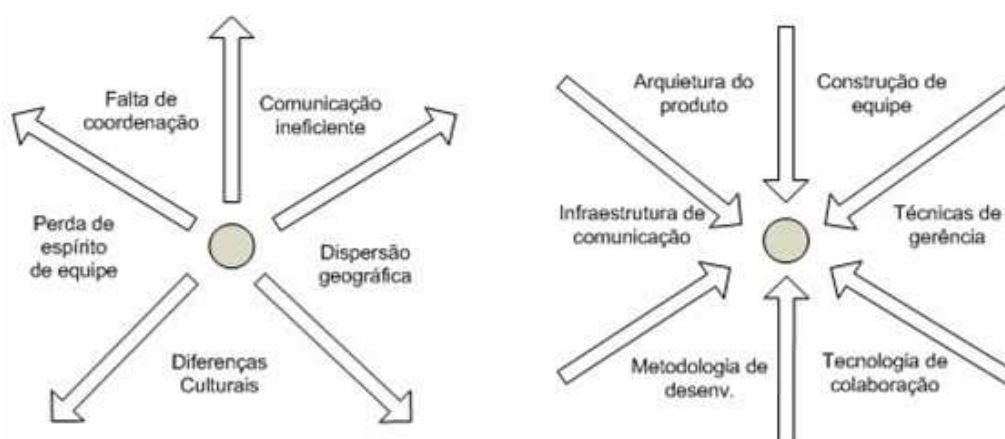 Falta de
coordenação
Comunicação
ineficiente
Perda de
espírito
de equipe
Dispersão
geográfica
Diferenças
Culturais
Arquietura do
produto
Construção de
equipe
Infraestrutura de
comunicação
Técnicas de
gerência
Metodologia de
desenv.
Tecnologia de
colaboração